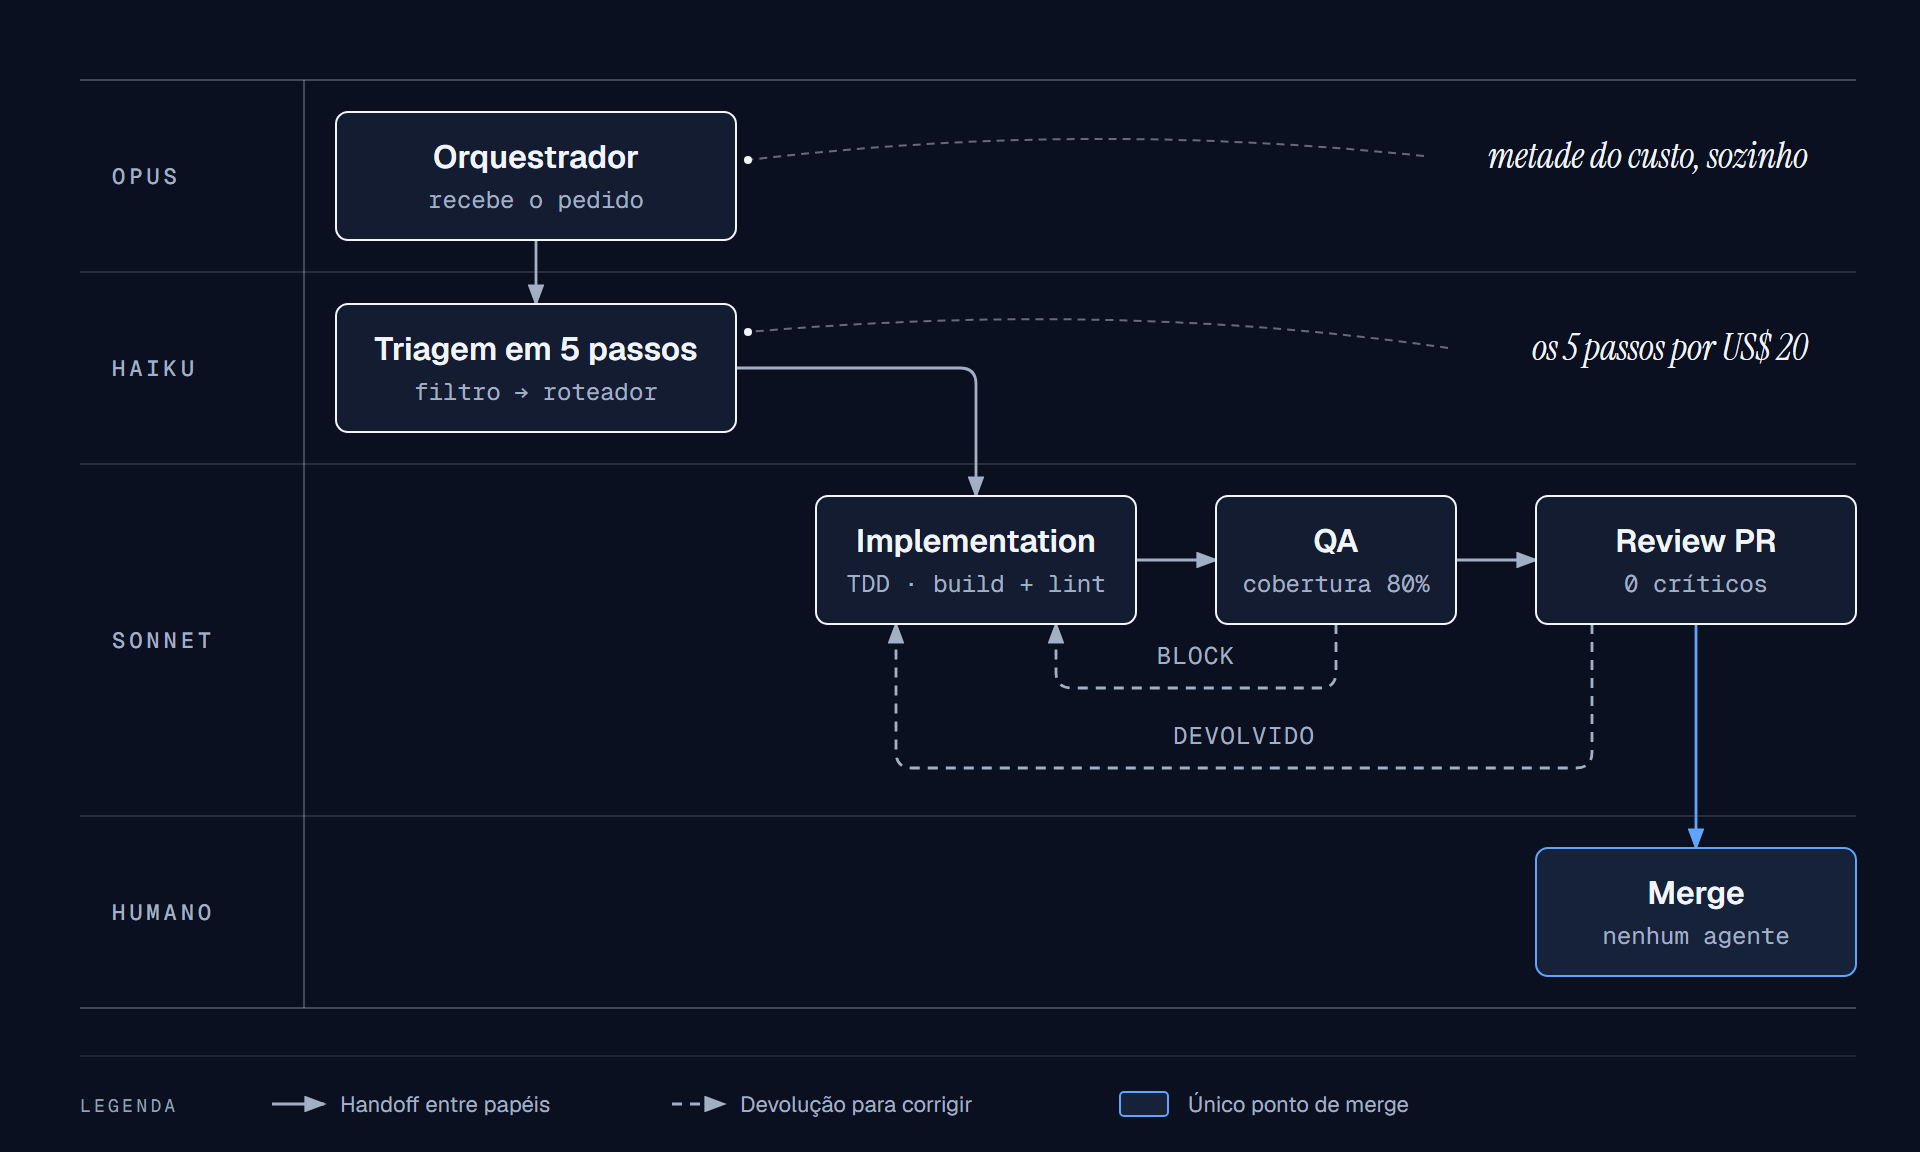 OPUS
Orquestrador
recebe o pedido
metade do custo, sozinho
HAIKU
Triagem em 5 passos
filtro → roteador
os 5 passos por US$ 20
SONNET
Implementation
TDD · build + lint
QA
cobertura 80%
Review PR
0 críticos
BLOCK
DEVOLVIDO
HUMANO
Merge
nenhum agente
LEGENDA
Handoff entre papéis
Devolução para corrigir
Único ponto de merge